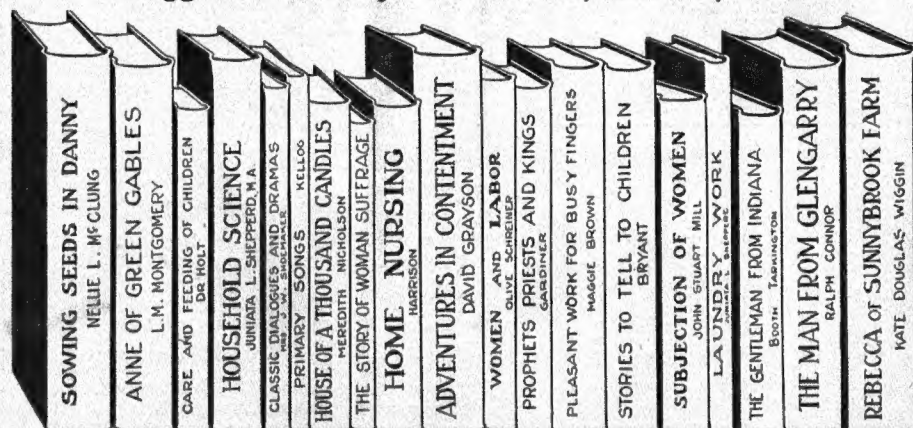 SOWING SEEDS IN DANNY
NELLIE L. McCLUNG
ANNE OF GREEN GABLES
L.M. MONTGOMERY
CARE AND FEEDING OF CHILDREN
DR HOLT
HOUSEHOLD SCIENCE
JUNIATA L. SHEPPERD, M.A.
CLASSIC DIALOGUES AND DRAMAS
MRS. J. W. SHOEMAKER
PRIMARY SONGS KELLOG
HOUSE OF A THOUSAND CANDLES
MEREDITH NICHOLSON
THE STORY OF WOMAN SUFFRAGE
HOME NURSING
HARRISON
ADVENTURES IN CONTENTMENT
DAVID GRAYSON
WOMEN AND LABOR
OLIVE SCHREINER
PROPHETS PRIESTS AND KINGS
GARDINER
PLEASANT WORK FOR BUSY FINGERS
MAGGIE BROWN
STORIES TO TELL TO CHILDREN
BRYANT
SUBJECTION OF WOMEN
JOHN STUART MILL
LAUNDRY WORK
JUNIATA L. SHEPPERD
THE GENTLEMAN FROM INDIANA
BOOTH TARKINGTON
THE MAN FROM GLENGARRY
RALPH CONNOR
REBECCA OF SUNNYBROOK FARM
KATE DOUGLAS WIGGIN